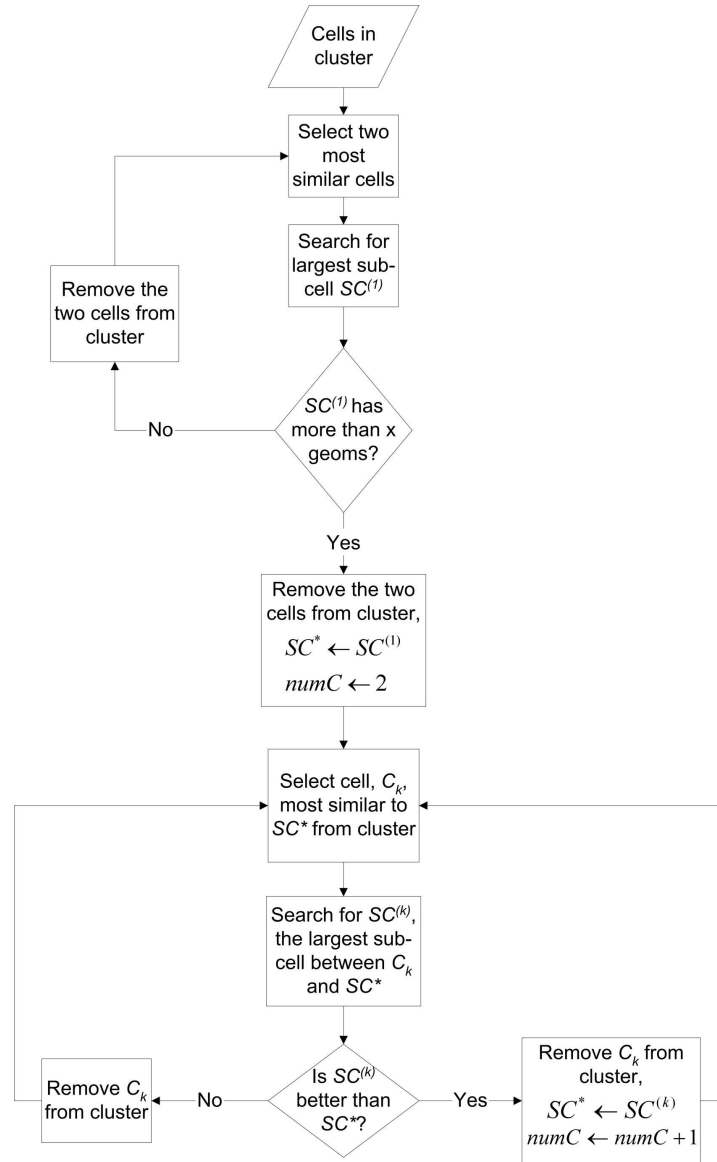 Cells in
cluster
Select two
most
similar cells
Search for
largest sub-
cell SC⁽¹⁾
Remove the
two cells from
cluster
SC⁽¹⁾ has
more than x
geoms?
No
Yes
Remove the two
cells from cluster,
SC* ← SC⁽¹⁾
numC ← 2
Select cell, Cₖ,
most similar to
SC* from cluster
Search for SC⁽ᵏ⁾,
the largest sub-
cell between Cₖ
and SC*
Is SC⁽ᵏ⁾
better than
SC*?
No
Remove Cₖ
from cluster
Yes
Remove Cₖ from
cluster,
SC* ← SC⁽ᵏ⁾
numC ← numC + 1